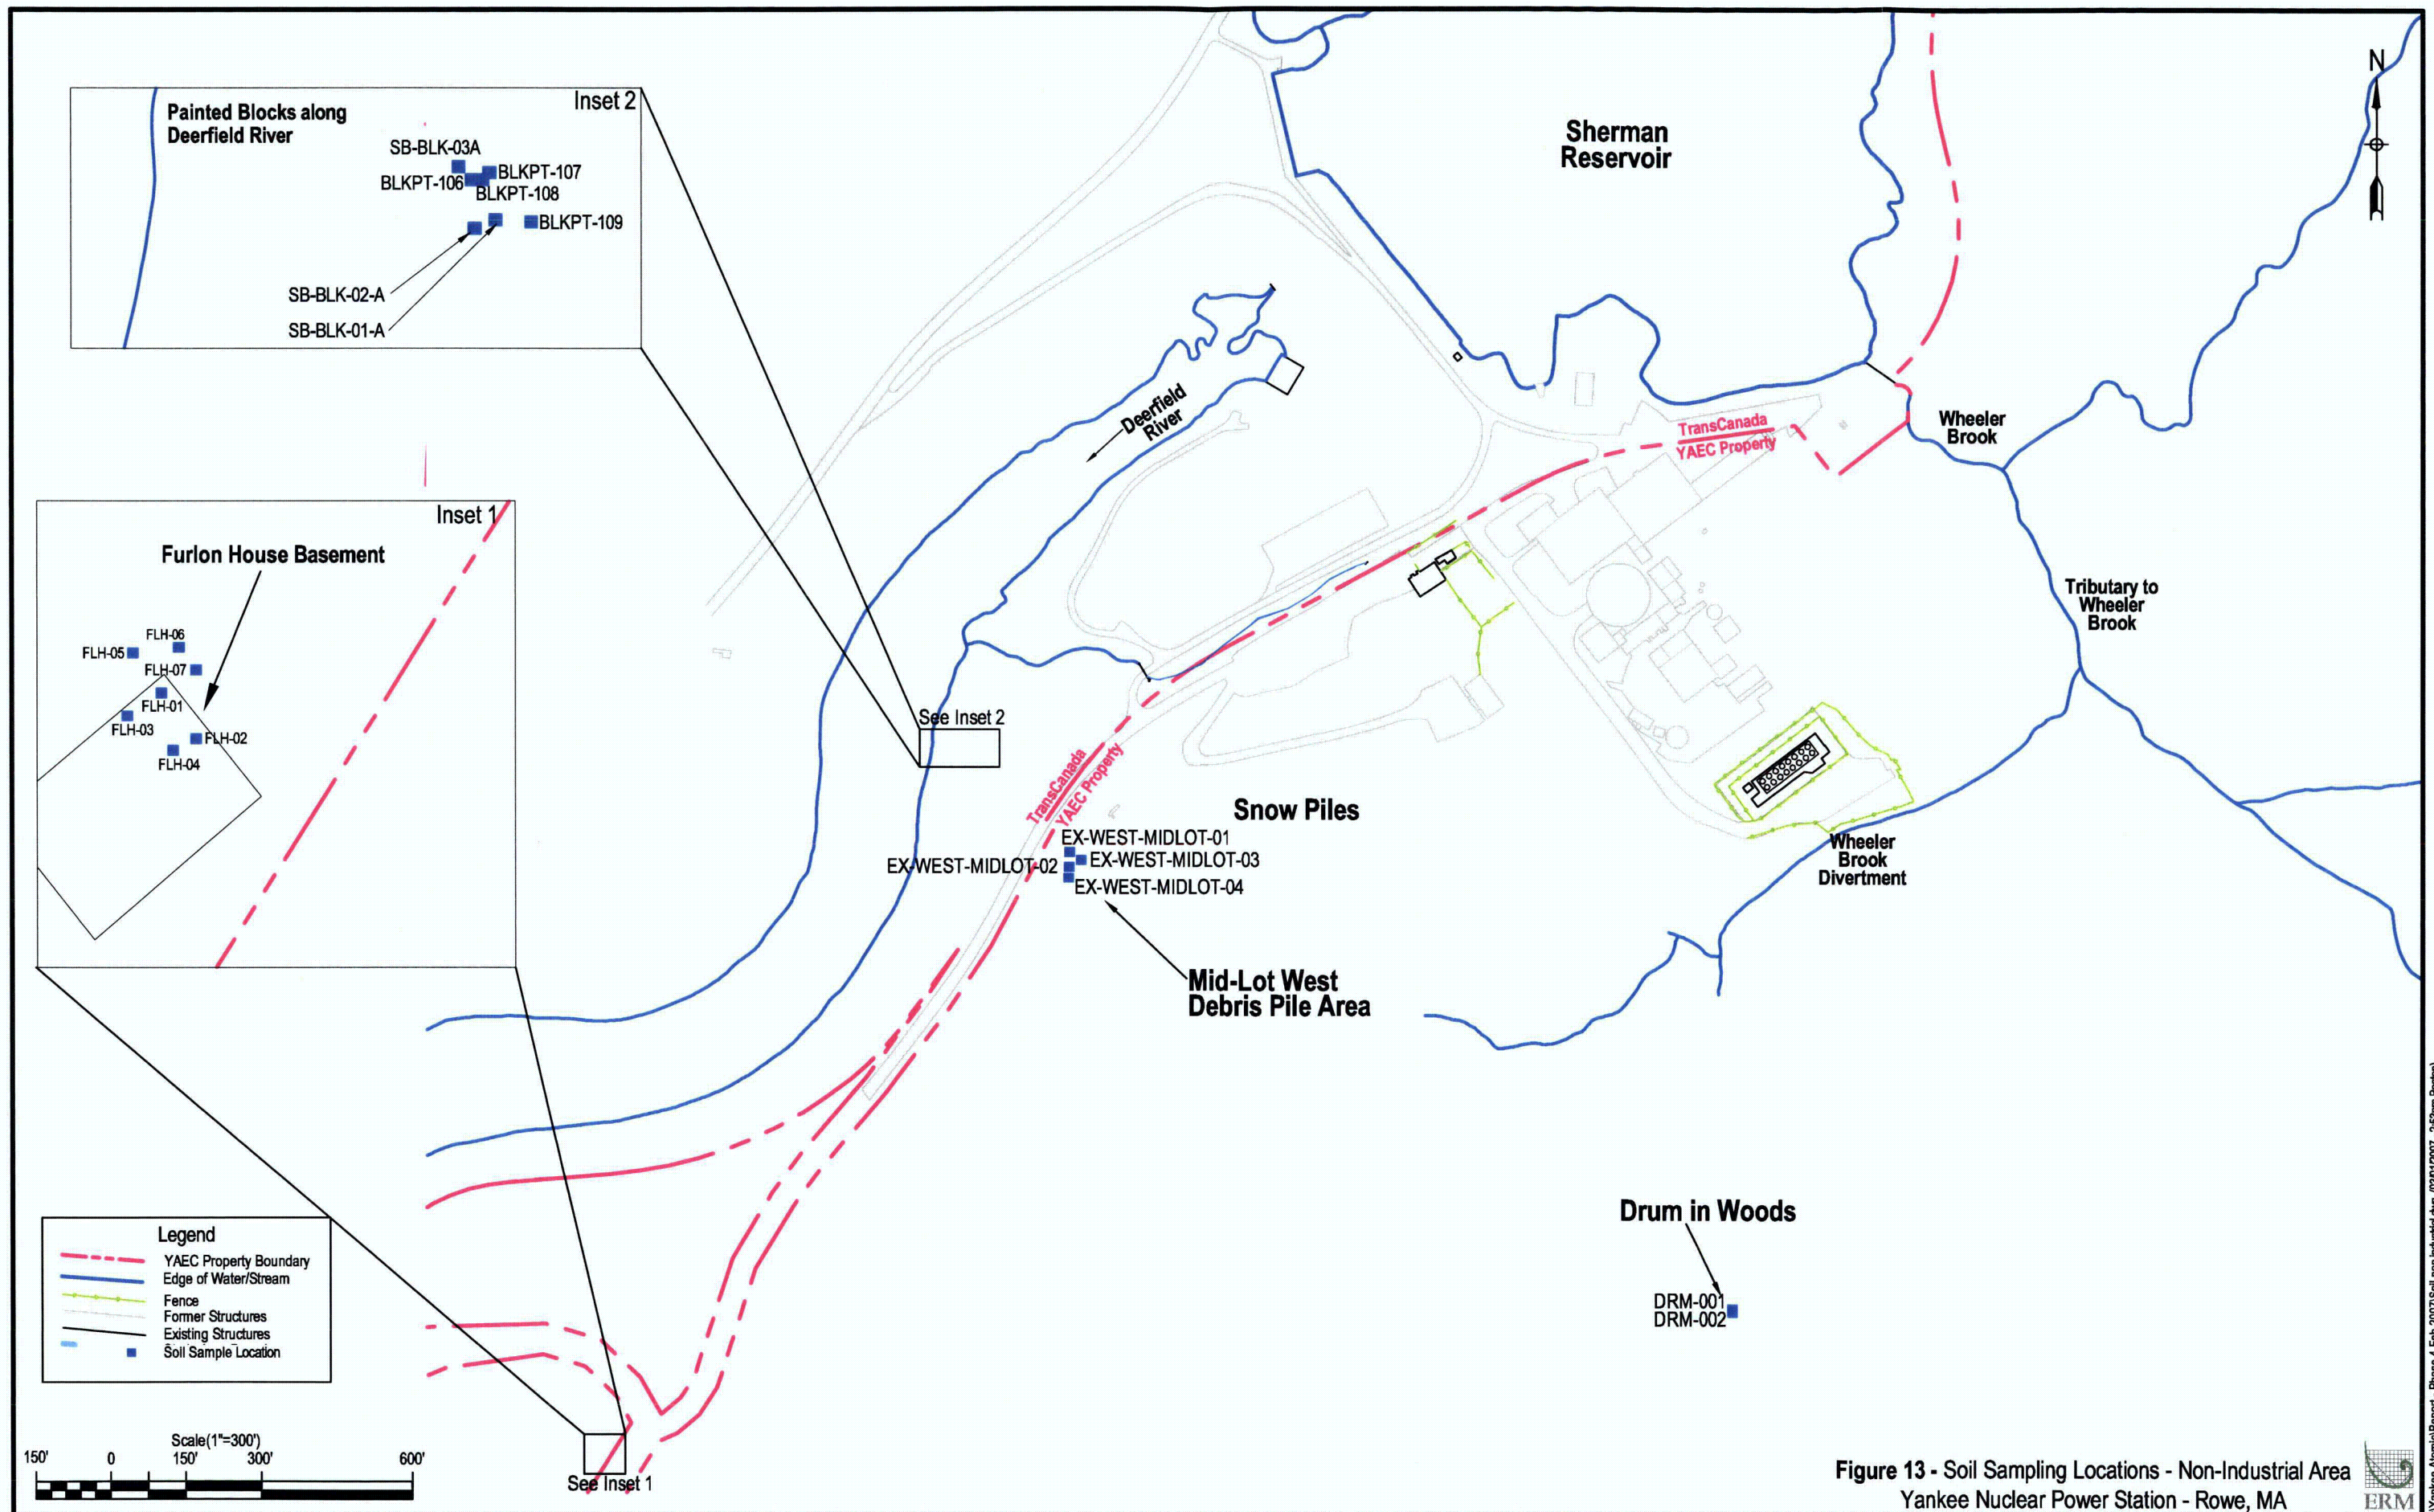 Inset 2
Painted Blocks along
Deerfield River
SB-BLK-03A
BLKPT-107
BLKPT-106
BLKPT-108
BLKPT-109
SB-BLK-02-A
SB-BLK-01-A
Sherman
Reservoir
N
Deerfield
River
TransCanada
YAEC Property
Wheeler
Brook
Tributary to
Wheeler
Brook
Inset 1
Furlon House Basement
FLH-06
FLH-05
FLH-07
FLH-01
FLH-03
FLH-02
FLH-04
See Inset 2
TransCanada
YAEC Property
Snow Piles
EX-WEST-MIDLOT-01
EX-WEST-MIDLOT-03
EX-WEST-MIDLOT-02
EX-WEST-MIDLOT-04
Wheeler
Brook
Divertment
Mid-Lot West
Debris Pile Area
Drum in Woods
DRM-001
DRM-002
Legend
YAEC Property Boundary
Edge of Water/Stream
Fence
Former Structures
Existing Structures
Soil Sample Location
Scale(1"=300')
150' 0 150' 300' 600'
See Inset 1
Figure 13 - Soil Sampling Locations - Non-Industrial Area
Yankee Nuclear Power Station - Rowe, MA
ERM